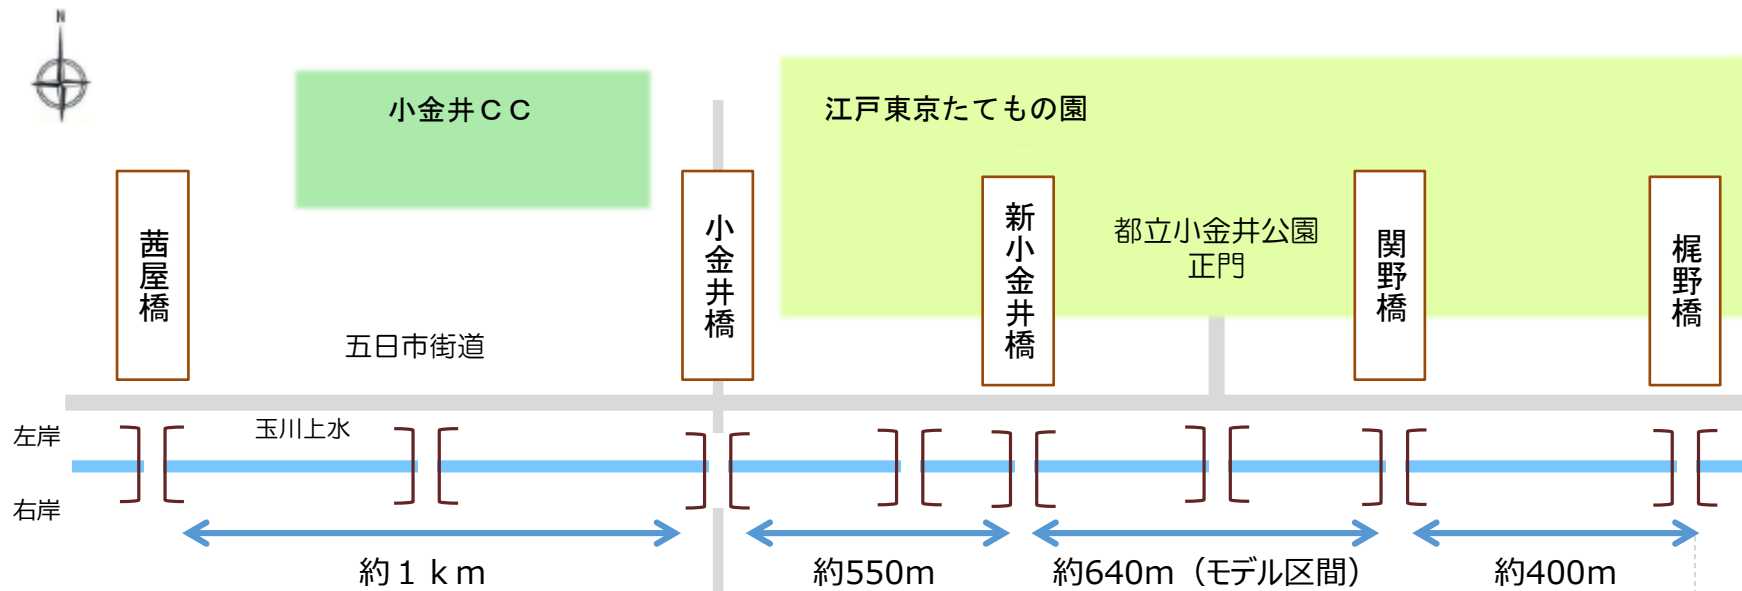 N
小金井ＣＣ
江戸東京たてもの園
茜屋橋
小金井橋
新小金井橋
都立小金井公園
正門
関野橋
梶野橋
五日市街道
玉川上水
左岸
右岸
約１ｋｍ
約550m
約640m（モデル区間）
約400m